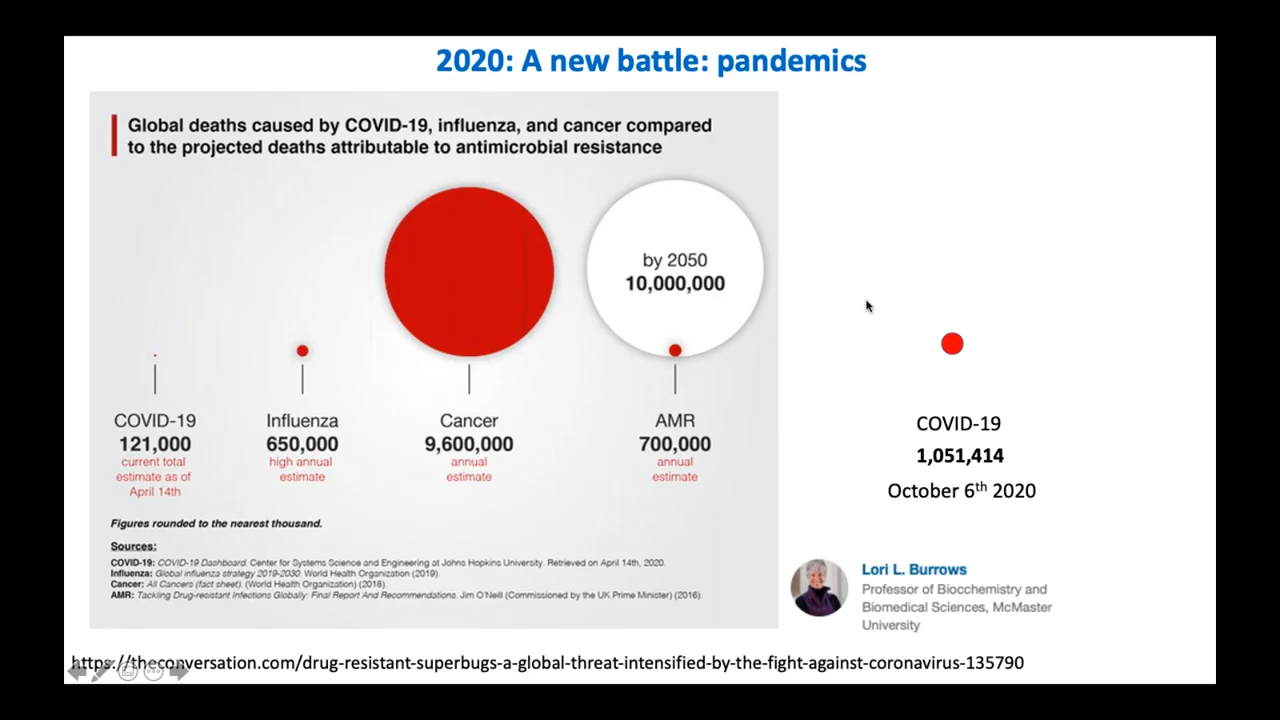 2020: A new battle: pandemics
Global deaths caused by COVID-19, influenza, and cancer compared
to the projected deaths attributable to antimicrobial resistance
by 2050
10,000,000
COVID-19
121,000
current total
estimate as of
April 14th
Influenza
650,000
high annual
estimate
Cancer
9,600,000
annual
estimate
AMR
700,000
annual
estimate
COVID-19
1,051,414
October 6th 2020
Figures rounded to the nearest thousand.
Sources:
COVID-19: COVID-19 Dashboard. Center for Systems Science and Engineering at Johns Hopkins University. Retrieved on April 14th, 2020.
Influenza: Global influenza strategy 2019-2030. World Health Organization (2019).
Cancer: All Cancers (fact sheet). (World Health Organization) (2018).
AMR: Tackling Drug-resistant Infections Globally: Final Report And Recommendations. Jim O'Neill (Commissioned by the UK Prime Minister) (2016).
Lori L. Burrows
Professor of Biochemistry and
Biomedical Sciences, McMaster
University
https://theconversation.com/drug-resistant-superbugs-a-global-threat-intensified-by-the-fight-against-coronavirus-135790